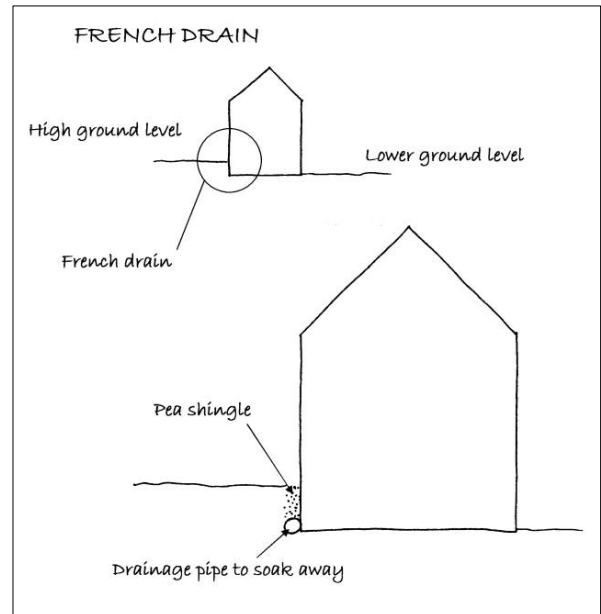 FRENCH DRAIN
High ground level
Lower ground level
French drain
Pea shingle
Drainage pipe to soak away